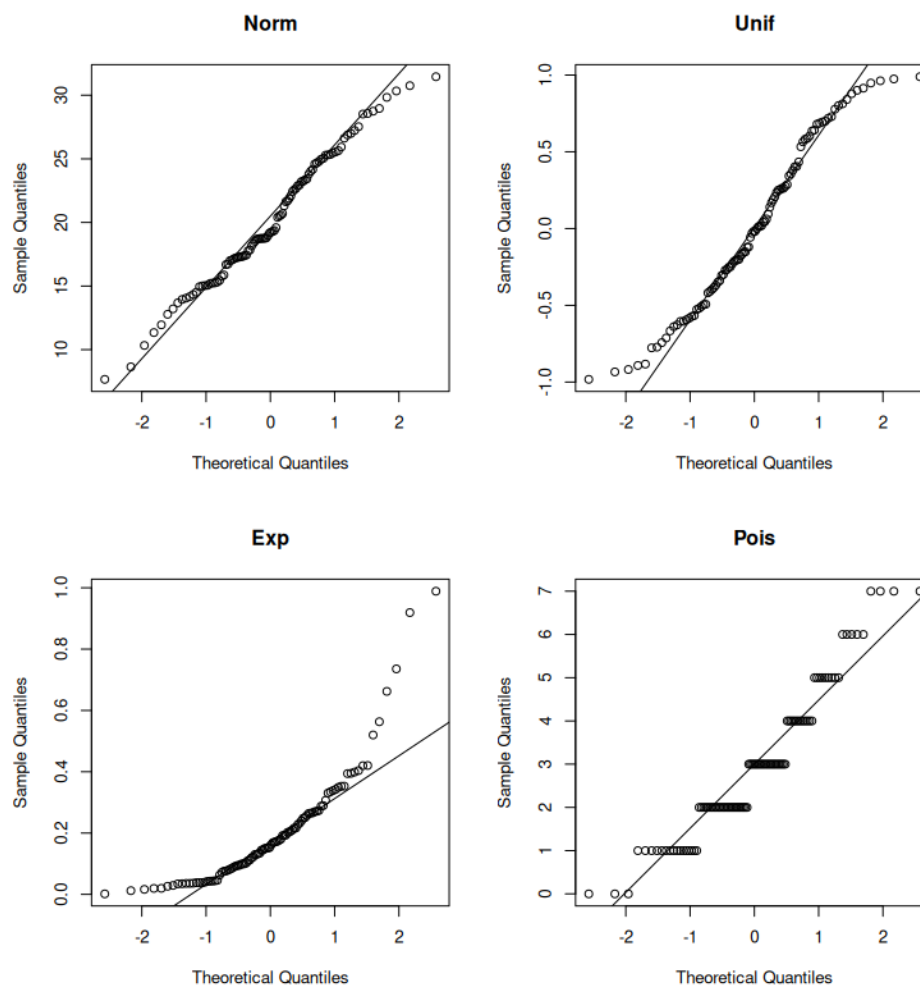 Norm
Sample Quantiles
30
25
20
15
10
-2 -1 0 1 2
Theoretical Quantiles
Unif
Sample Quantiles
1.0
0.5
0.0
-0.5
-1.0
-2 -1 0 1 2
Theoretical Quantiles
Exp
Sample Quantiles
1.0
0.8
0.6
0.4
0.2
0.0
-2 -1 0 1 2
Theoretical Quantiles
Pois
Sample Quantiles
7
6
5
4
3
2
1
0
-2 -1 0 1 2
Theoretical Quantiles